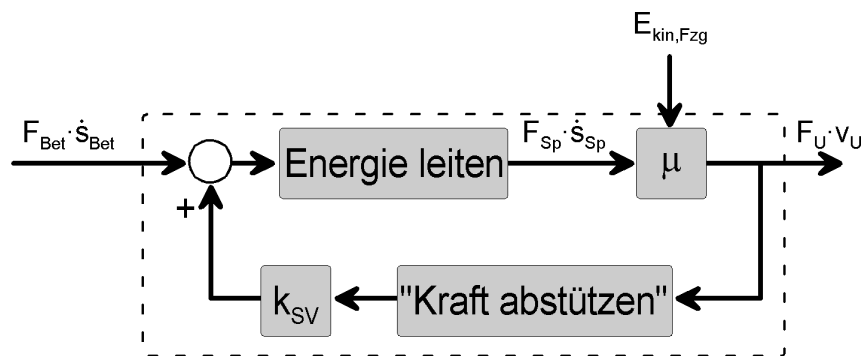 E_kin,Fzg
F_Bet·ṡ_Bet
Energie leiten
F_Sp·ṡ_Sp
μ
F_U·v_U
+
k_SV
"Kraft abstützen"